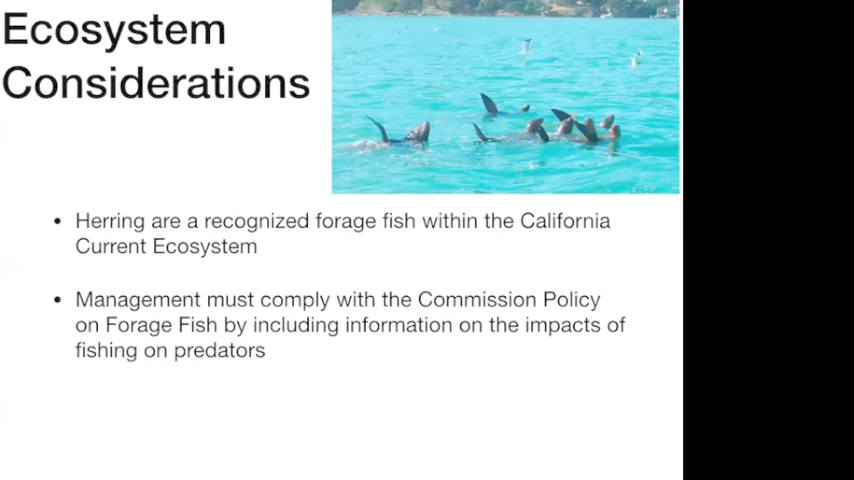 Ecosystem
Considerations
• Herring are a recognized forage fish within the California
Current Ecosystem
• Management must comply with the Commission Policy
on Forage Fish by including information on the impacts of
fishing on predators